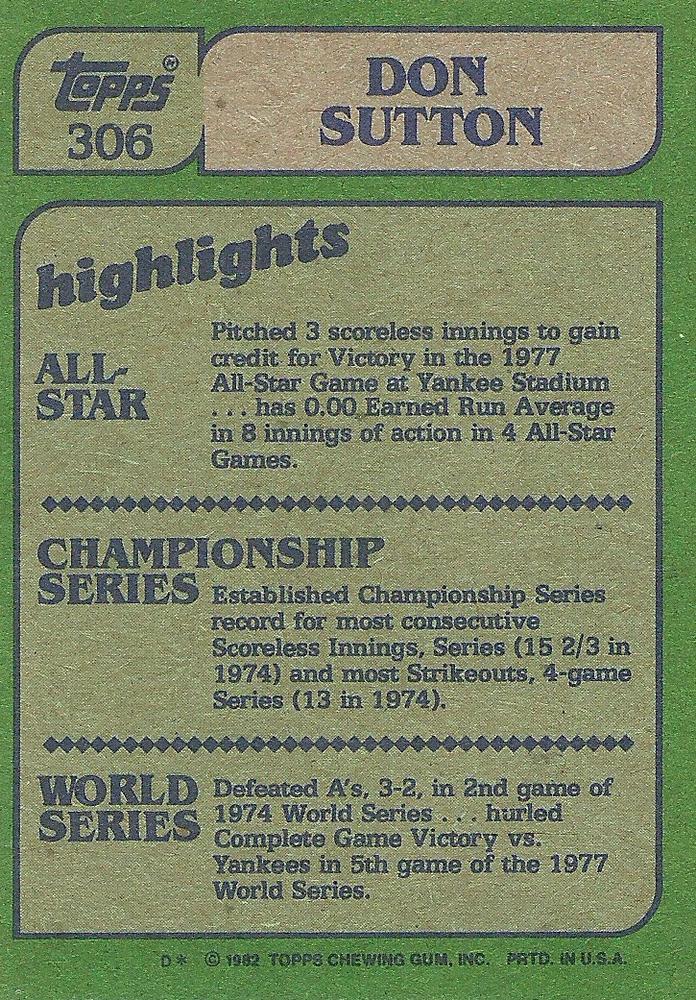 topps®
306
DON
SUTTON
highlights
ALL-
STAR
Pitched 3 scoreless innings to gain
credit for Victory in the 1977
All-Star Game at Yankee Stadium
. . . has 0.00 Earned Run Average
in 8 innings of action in 4 All-Star
Games.
CHAMPIONSHIP
SERIES
Established Championship Series
record for most consecutive
Scoreless Innings, Series (15 2/3 in
1974) and most Strikeouts, 4-game
Series (13 in 1974).
WORLD
SERIES
Defeated A's, 3-2, in 2nd game of
1974 World Series . . . hurled
Complete Game Victory vs.
Yankees in 5th game of the 1977
World Series.
D* © 1982 TOPPS CHEWING GUM, INC. PRTD. IN U.S.A.